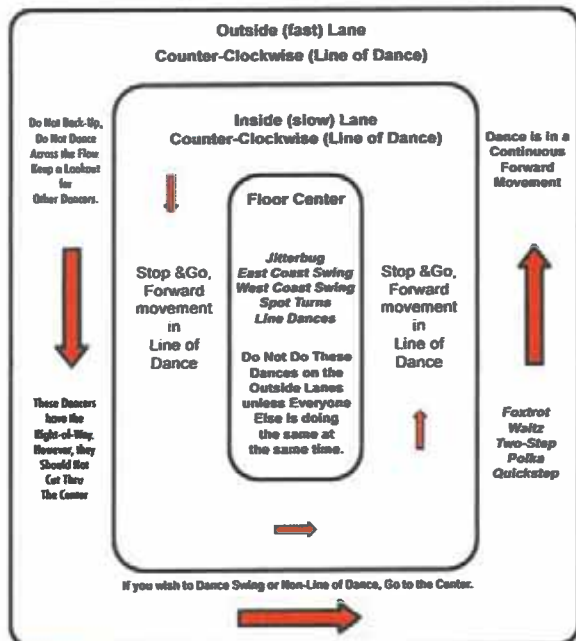 Outside (fast) Lane
Counter-Clockwise (Line of Dance)
Do Not Back-Up,
Do Not Dance
Across the Flow
Keep a Lookout
for
Other Dancers.
Inside (slow) Lane
Counter-Clockwise (Line of Dance)
Dance is in a
Continuous
Forward
Movement
Floor Center
Stop &Go,
Forward
movement
in
Line of
Dance
Jitterbug
East Coast Swing
West Coast Swing
Spot Turns
Line Dances
Do Not Do These
Dances on the
Outside Lanes
unless Everyone
Else is doing
the same at
the same time.
Stop &Go,
Forward
movement
in
Line of
Dance
These Dancers
have the
Right-of-Way.
However, they
Should Not
Cut Thru
The Center
Foxtrot
Waltz
Two-Step
Polka
Quickstep
If you wish to Dance Swing or Non-Line of Dance, Go to the Center.